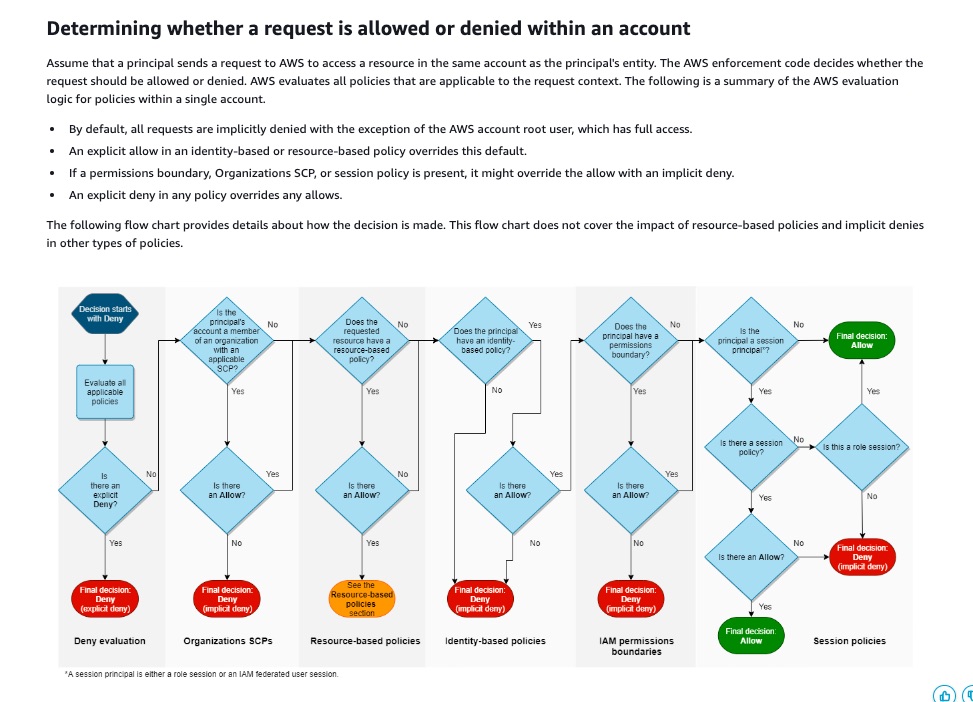 Determining whether a request is allowed or denied within an account
Assume that a principal sends a request to AWS to access a resource in the same account as the principal's entity. The AWS enforcement code decides whether the
request should be allowed or denied. AWS evaluates all policies that are applicable to the request context. The following is a summary of the AWS evaluation
logic for policies within a single account.
• By default, all requests are implicitly denied with the exception of the AWS account root user, which has full access.
• An explicit allow in an identity-based or resource-based policy overrides this default.
• If a permissions boundary, Organizations SCP, or session policy is present, it might override the allow with an implicit deny.
• An explicit deny in any policy overrides any allows.
The following flow chart provides details about how the decision is made. This flow chart does not cover the impact of resource-based policies and implicit denies
in other types of policies.
Decision starts
with Deny
Evaluate all
applicable
policies
Is
there an
explicit
Deny?
No
Yes
Final decision:
Deny
(explicit deny)
Deny evaluation
Is the
principal's
account a member
of an organization
with an
applicable
SCP?
No
Yes
Is there
an Allow?
Yes
No
Final decision:
Deny
(implicit deny)
Organizations SCPs
Does the
requested
resource have a
resource-based
policy?
No
Yes
Is there
an Allow?
No
Yes
See the
Resource-based
policies
section
Resource-based policies
Does the principal
have an identity-
based policy?
Yes
No
Is there
an Allow?
Yes
No
Final decision:
Deny
(implicit deny)
Identity-based policies
Does the
principal have a
permissions
boundary?
No
Yes
Is there
an Allow?
Yes
No
Final decision:
Deny
(implicit deny)
IAM permissions
boundaries
Is the
principal a session
principal*?
No
Final decision:
Allow
Yes
Yes
Is there a session
policy?
No
Is this a role session?
Yes
No
Is there an Allow?
No
Final decision:
Deny
(implicit deny)
Yes
Final decision:
Allow
Session policies
*A session principal is either a role session or an IAM federated user session.